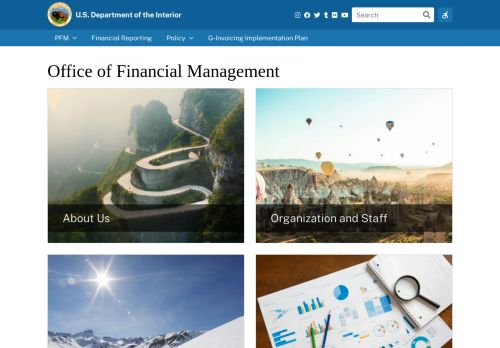 U.S. Department of the Interior
Search
PFM
Financial Reporting
Policy
G-Invoicing Implementation Plan
Office of Financial Management
About Us
Organization and Staff